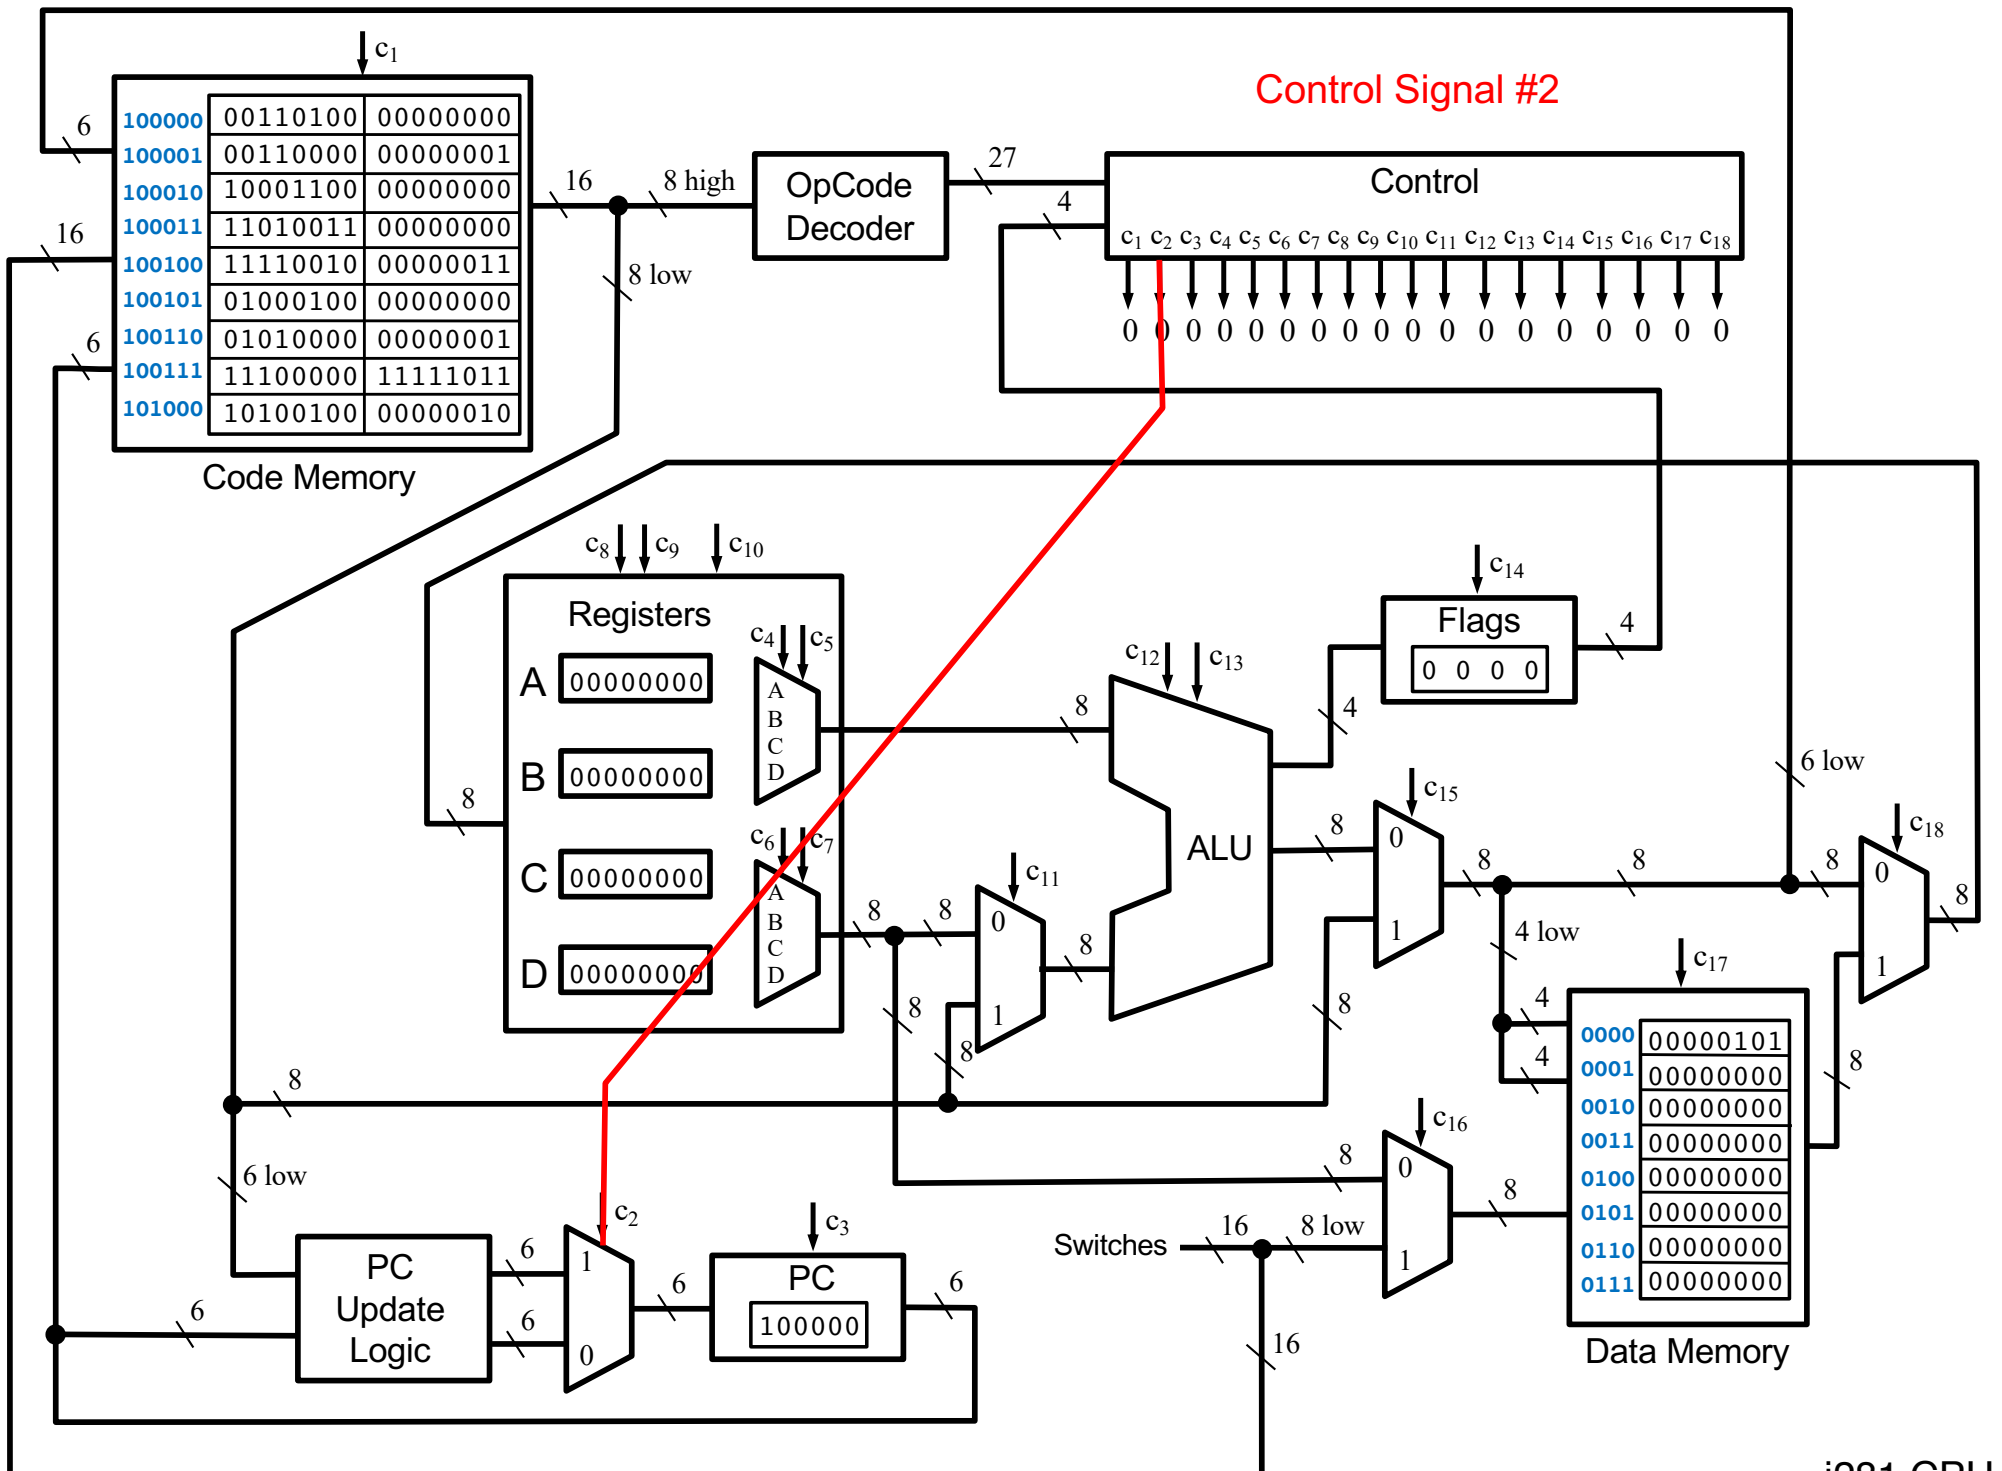 c1
Control Signal #2
6
100000 00110100 00000000
100001 00110000 00000001
100010 10001100 00000000
100011 11010011 00000000
100100 11110010 00000011
100101 01000100 00000000
100110 01010000 00000001
100111 11100000 11111011
101000 10100100 00000010
16
6
Code Memory
16
8 high
8 low
OpCode
Decoder
27
4
Control
c1 c2 c3 c4 c5 c6 c7 c8 c9 c10 c11 c12 c13 c14 c15 c16 c17 c18
0 0 0 0 0 0 0 0 0 0 0 0 0 0 0 0 0 0
c8 c9 c10
Registers
c4 c5
A 00000000
B 00000000
C 00000000
D 00000000
A
B
C
D
c6 c7
A
B
C
D
8
8
8
8
8
c11
0
1
8
8
c12 c13
ALU
c14
Flags
0 0 0 0
4
4
8
c15
0
1
8
8
8
6 low
8
c18
0
1
8
4 low
4
4
c17
0000 00000101
0001 00000000
0010 00000000
0011 00000000
0100 00000000
0101 00000000
0110 00000000
0111 00000000
Data Memory
8
8
6 low
6
PC
Update
Logic
6
6
c2
1
0
6
c3
PC
100000
6
Switches
16
8 low
16
8
c16
0
1
8